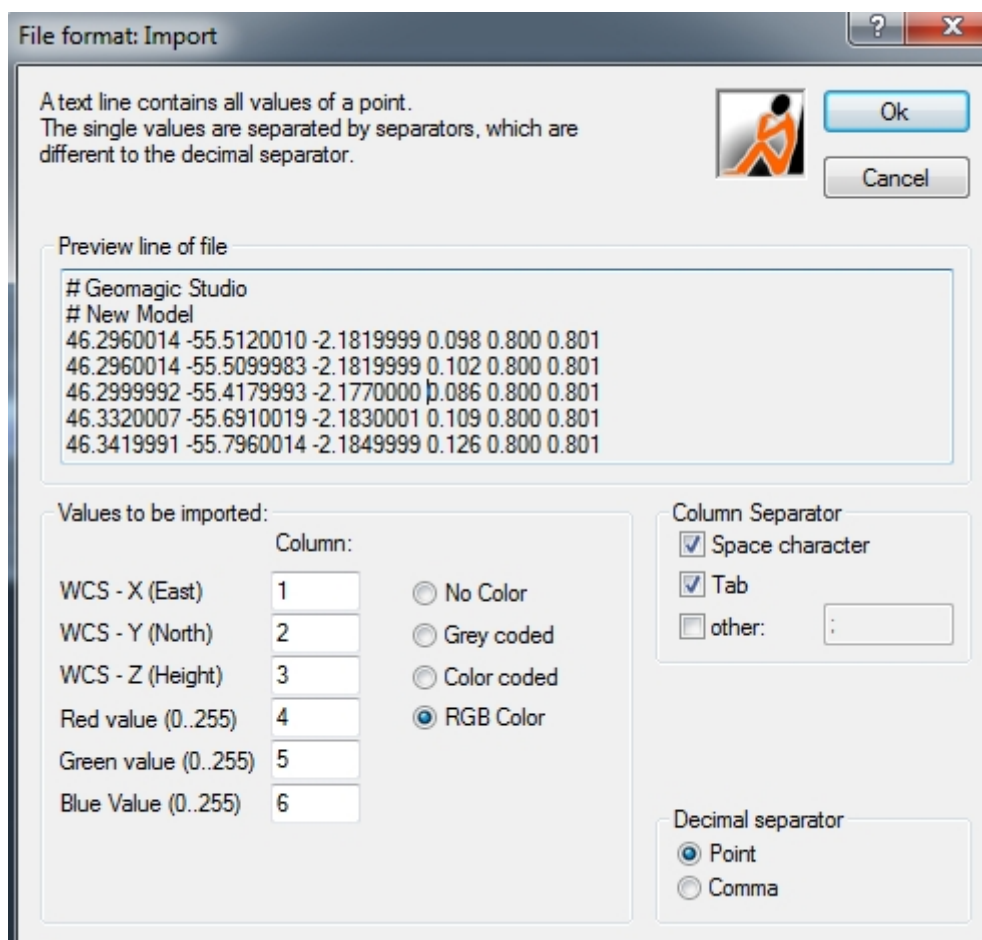 File format: Import
A text line contains all values of a point.
The single values are separated by separators, which are
different to the decimal separator.
Ok
Cancel
Preview line of file
# Geomagic Studio
# New Model
46.2960014 -55.5120010 -2.1819999 0.098 0.800 0.801
46.2960014 -55.5099983 -2.1819999 0.102 0.800 0.801
46.2999992 -55.4179993 -2.1770000 0.086 0.800 0.801
46.3320007 -55.6910019 -2.1830001 0.109 0.800 0.801
46.3419991 -55.7960014 -2.1849999 0.126 0.800 0.801
Values to be imported:
Column:
WCS - X (East) 1
WCS - Y (North) 2
WCS - Z (Height) 3
Red value (0..255) 4
Green value (0..255) 5
Blue Value (0..255) 6
No Color
Grey coded
Color coded
RGB Color
Column Separator
Space character
Tab
other: ;
Decimal separator
Point
Comma